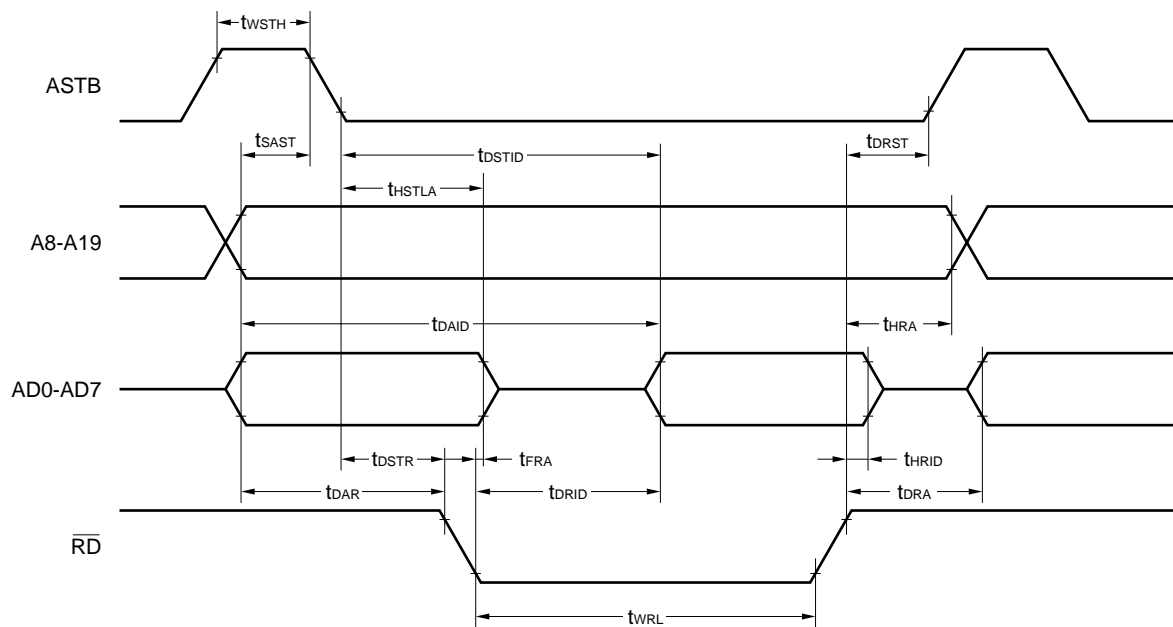 tWSTH
ASTB
tSAST
tDSTID
tDRST
tHSTLA
A8-A19
tDAID
tHRA
AD0-AD7
tDSTR
tFRA
tHRID
tDAR
tDRID
tDRA
RD
tWRL